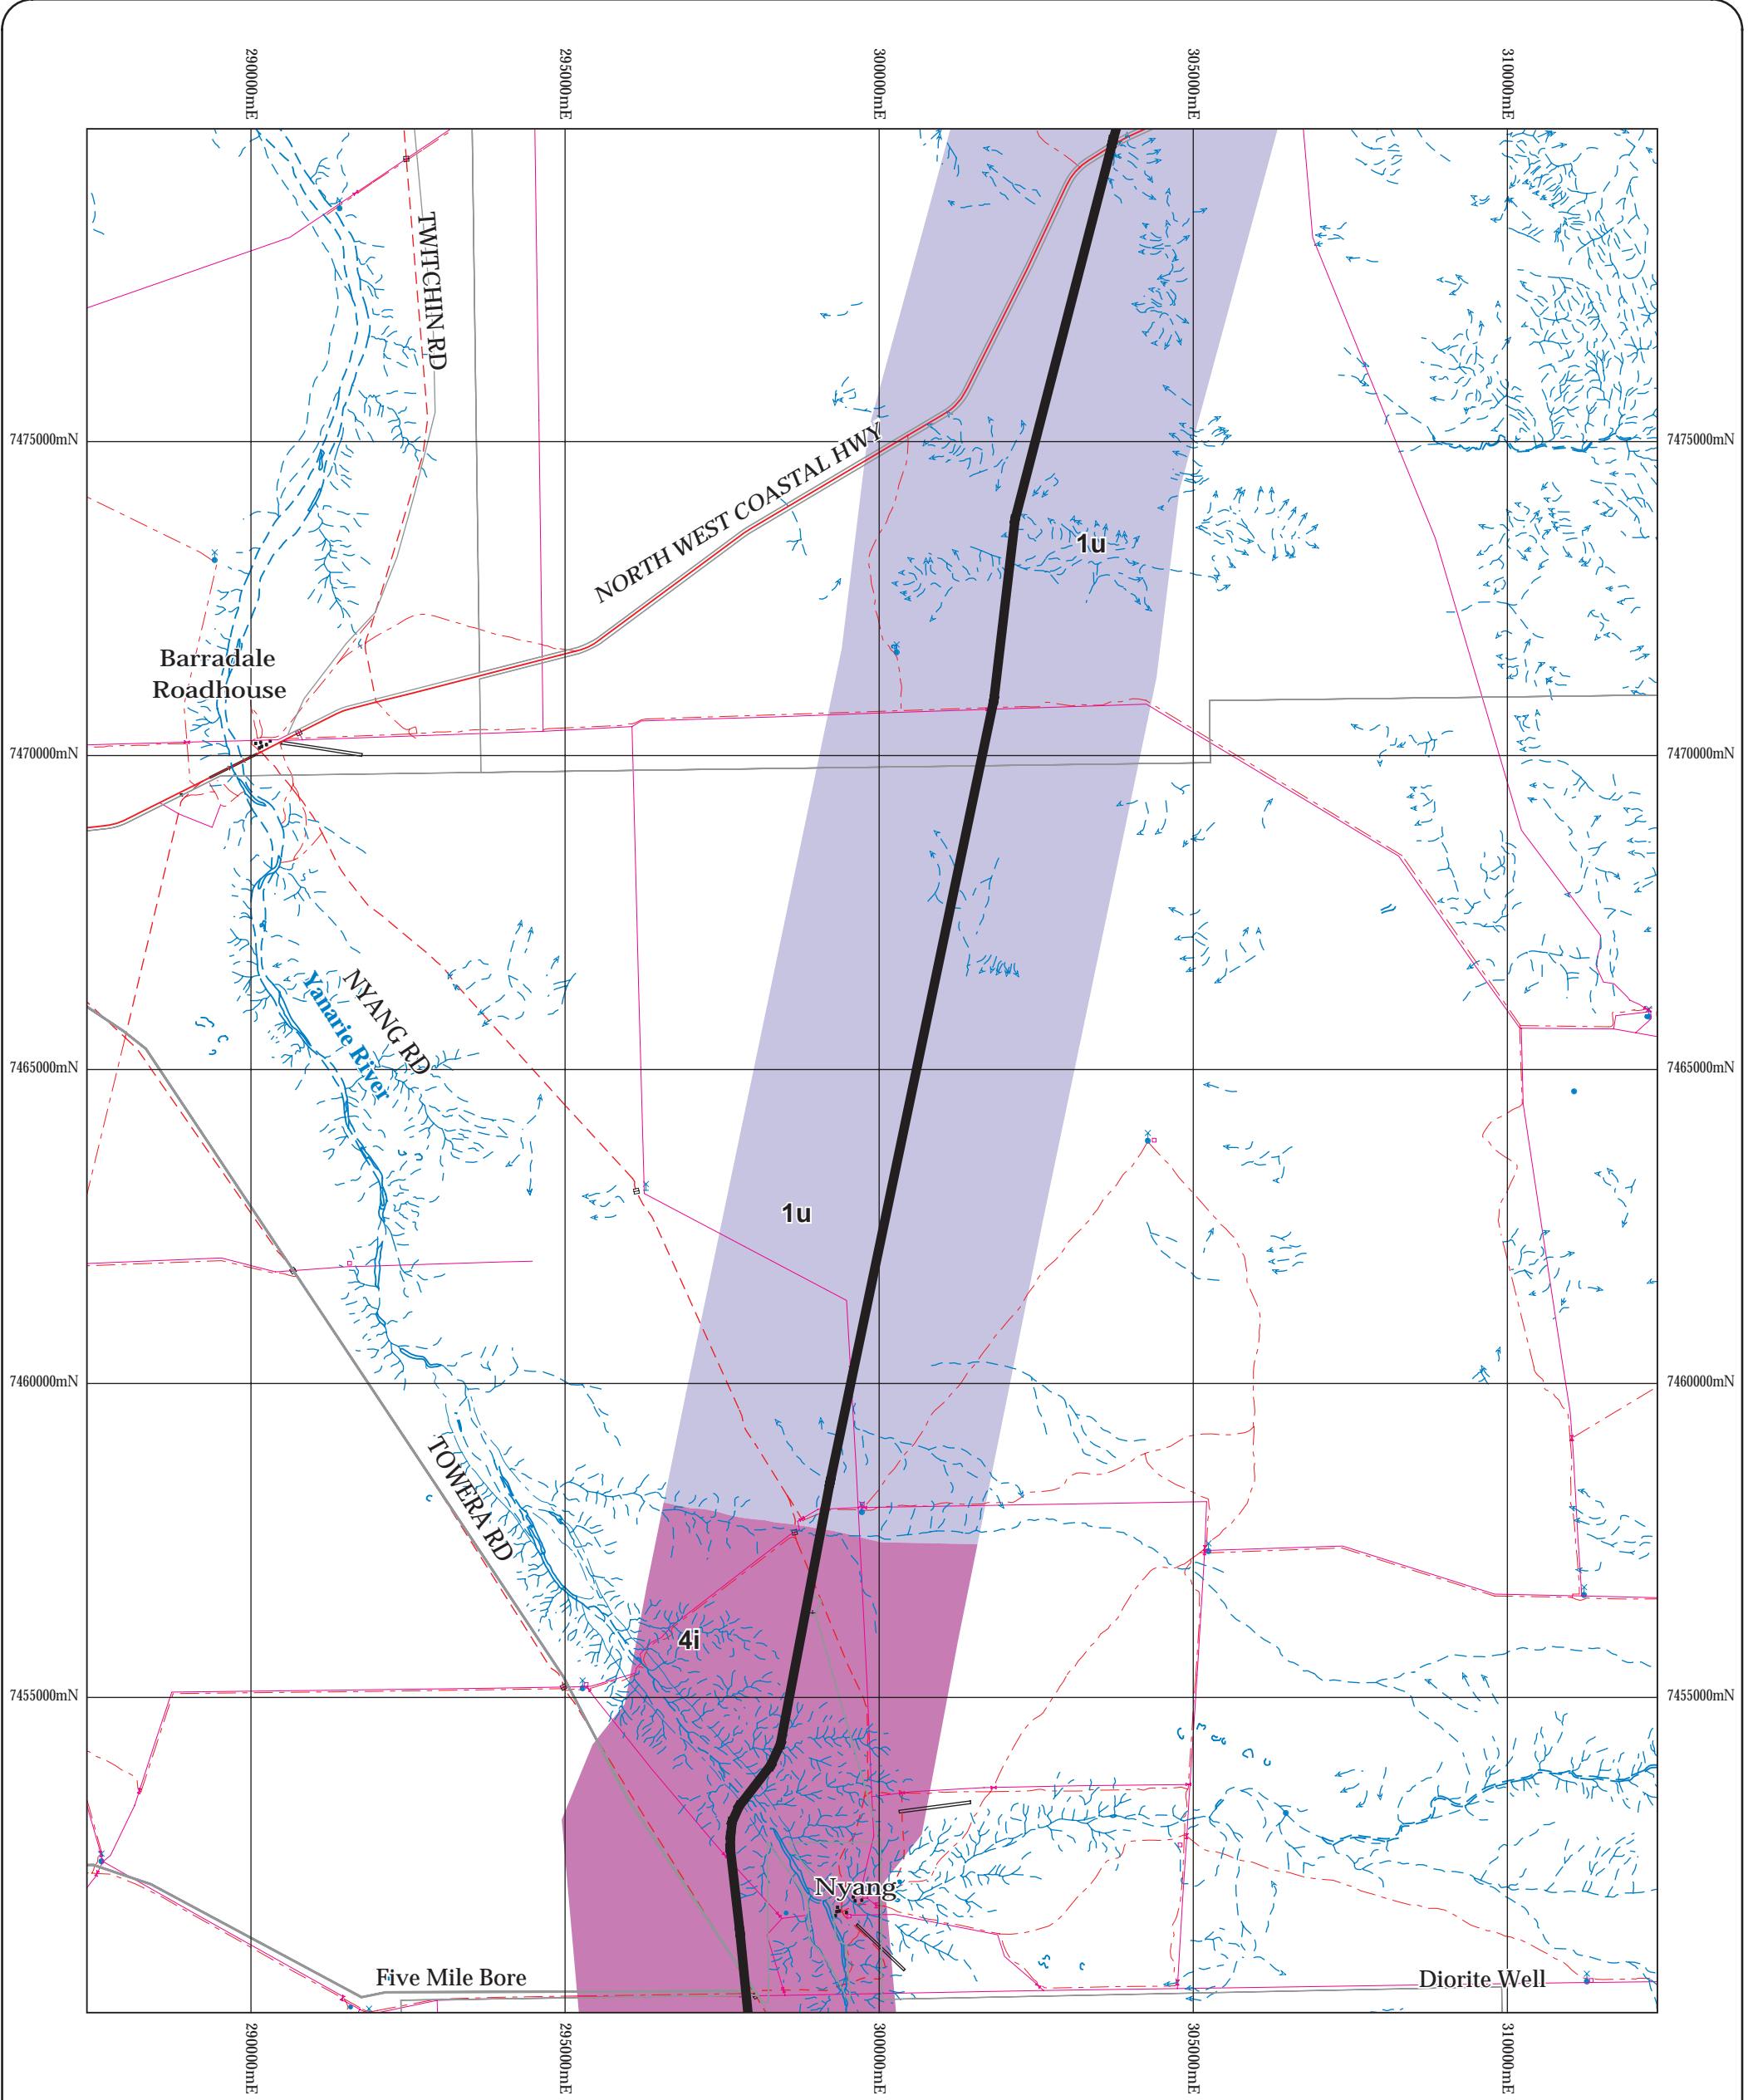 290000mE
295000mE
300000mE
305000mE
310000mE
TWITCHIN RD
7475000mN
7475000mN
NORTH WEST COASTAL HWY
1u
Barradale
Roadhouse
7470000mN
7470000mN
NYANG RD
Yanarie River
7465000mN
7465000mN
1u
7460000mN
7460000mN
TOWERA RD
4i
7455000mN
7455000mN
Nyang
Five Mile Bore
Diorite Well
290000mE
295000mE
300000mE
305000mE
310000mE